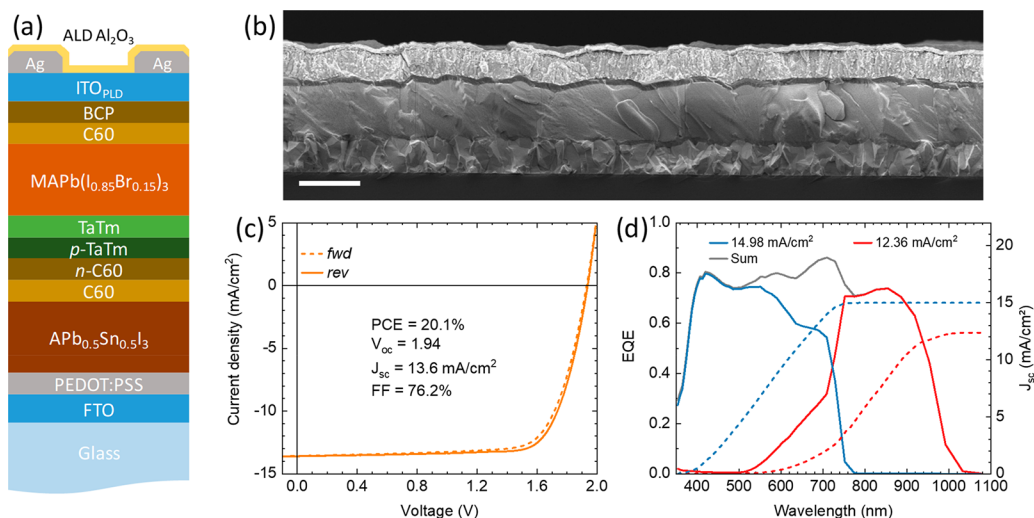 (a)
ALD Al₂O₃
Ag Ag
ITO_PLD
BCP
C60
MAPb(I₀.₈₅Br₀.₁₅)₃
TaTm
p-TaTm
n-C60
C60
APb₀.₅Sn₀.₅I₃
PEDOT:PSS
FTO
Glass
(b)
(c)
Current density (mA/cm²)
5
0
-5
-10
-15
fwd
rev
PCE = 20.1%
Vₒc = 1.94
Jsc = 13.6 mA/cm²
FF = 76.2%
0.0 0.4 0.8 1.2 1.6 2.0
Voltage (V)
(d)
EQE
1.0
0.8
0.6
0.4
0.2
0.0
14.98 mA/cm² 12.36 mA/cm²
Sum
400 500 600 700 800 900 1000 1100
Wavelength (nm)
20
15
10
5
0
Jsc (mA/cm²)